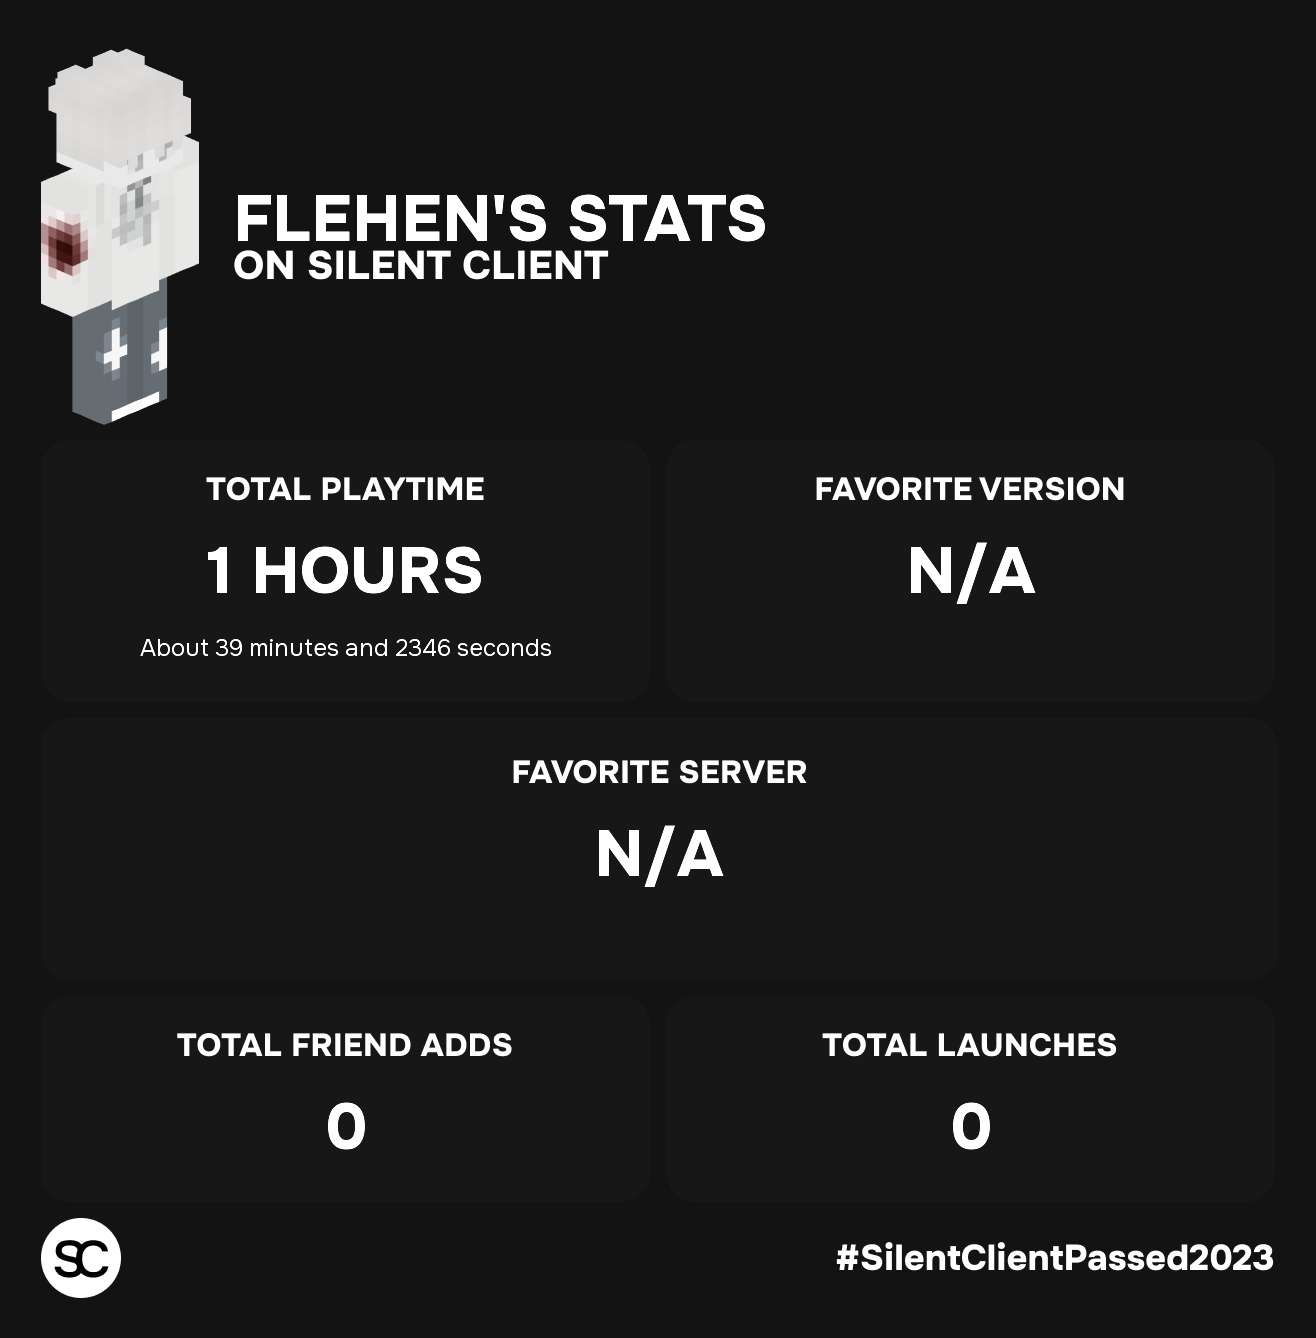 FLEHEN'S STATS
ON SILENT CLIENT
TOTAL PLAYTIME
1 HOURS
About 39 minutes and 2346 seconds
FAVORITE VERSION
N/A
FAVORITE SERVER
N/A
TOTAL FRIEND ADDS
0
TOTAL LAUNCHES
0
SC
#SilentClientPassed2023